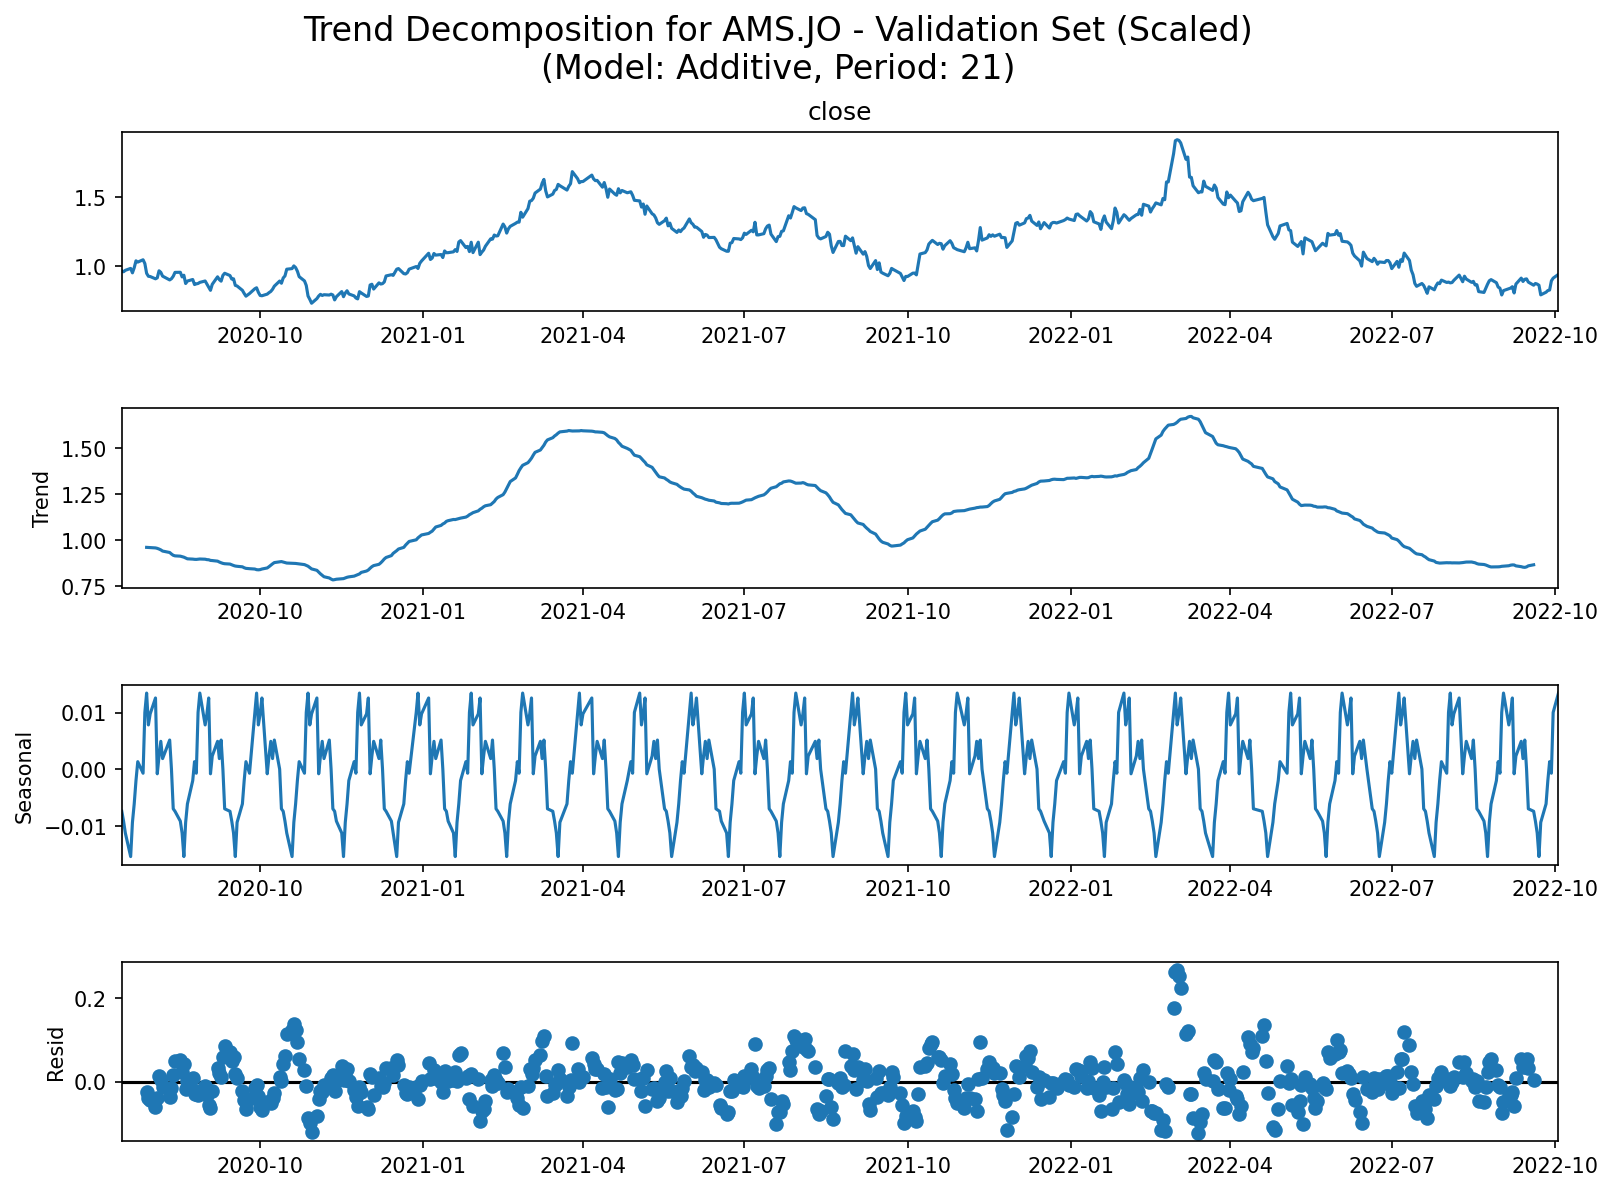 Trend Decomposition for AMS.JO - Validation Set (Scaled)
(Model: Additive, Period: 21)
close
1.5
1.0
2020-10 2021-01 2021-04 2021-07 2021-10 2022-01 2022-04 2022-07 2022-10
Trend
1.50
1.25
1.00
0.75
2020-10 2021-01 2021-04 2021-07 2021-10 2022-01 2022-04 2022-07 2022-10
Seasonal
0.01
0.00
−0.01
2020-10 2021-01 2021-04 2021-07 2021-10 2022-01 2022-04 2022-07 2022-10
Resid
0.2
0.0
2020-10 2021-01 2021-04 2021-07 2021-10 2022-01 2022-04 2022-07 2022-10